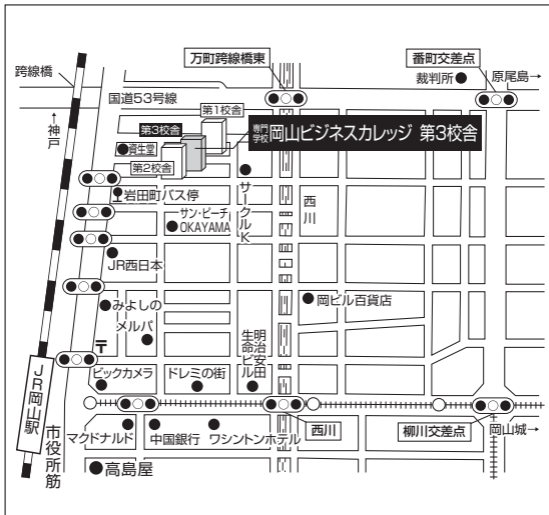 万町跨線橋東
番町交差点
跨線橋
裁判所
原尾島
国道53号線
第1校舎
↑神戸
第3校舎
専門学校 岡山ビジネスカレッジ 第3校舎
資生堂
第2校舎
岩田町バス停
サークルK
西川
サン・ピーチ
OKAYAMA
JR西日本
みよしの
岡ビル百貨店
メルパ
〒
明治安田
生命ビル
ビックカメラ
ドレミの街
JR岡山駅
市役所筋
マクドナルド
中国銀行
ワシントンホテル
西川
柳川交差点
岡山城→
高島屋